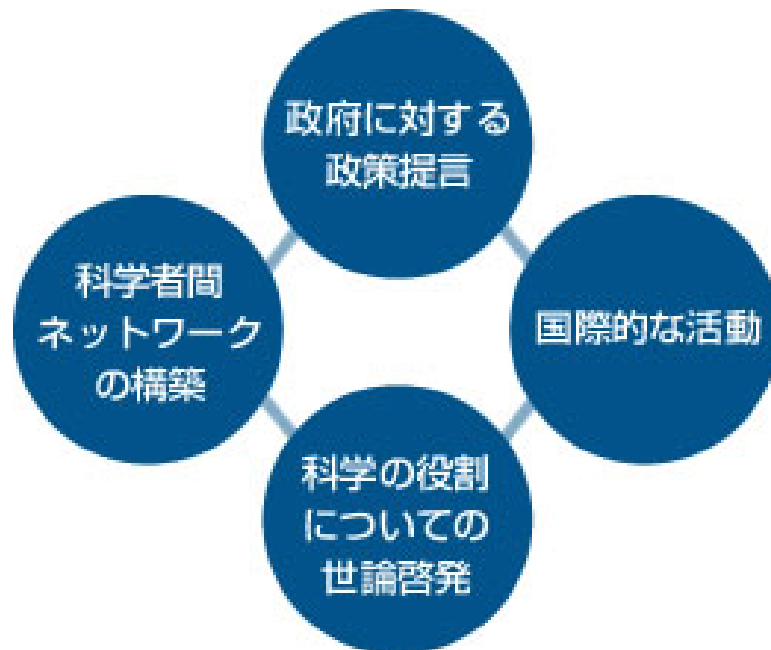 政府に対する
政策提言
科学者間
ネットワーク
の構築
国際的な活動
科学の役割
についての
世論啓発